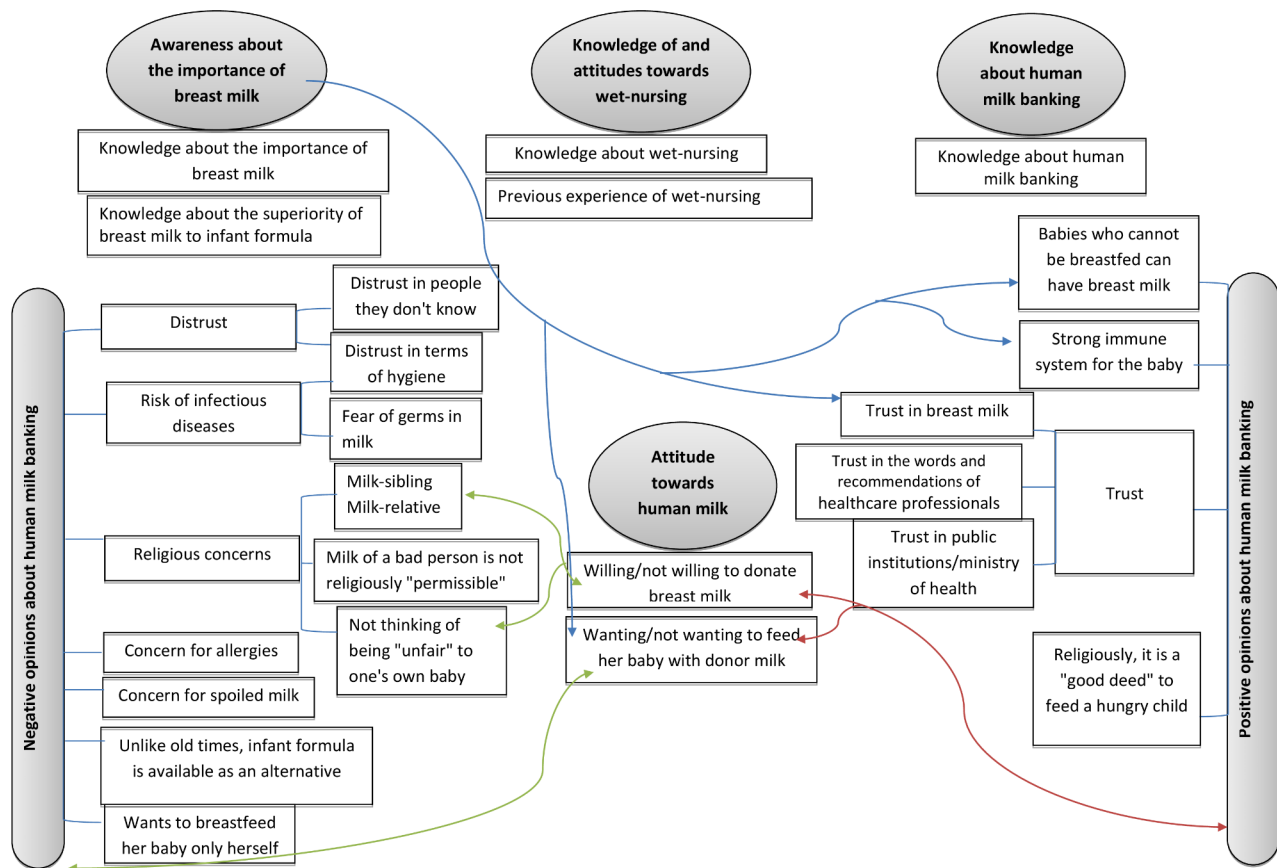 Awareness about
the importance of
breast milk
Knowledge of and
attitudes towards
wet-nursing
Knowledge
about human
milk banking
Knowledge about the importance of
breast milk
Knowledge about the superiority of
breast milk to infant formula
Knowledge about wet-nursing
Previous experience of wet-nursing
Knowledge about human
milk banking
Negative opinions about human milk banking
Distrust
Distrust in people
they don't know
Distrust in terms
of hygiene
Risk of infectious
diseases
Fear of germs in
milk
Religious concerns
Milk-sibling
Milk-relative
Milk of a bad person is not
religiously "permissible"
Not thinking of
being "unfair" to
one's own baby
Concern for allergies
Concern for spoiled milk
Unlike old times, infant formula
is available as an alternative
Wants to breastfeed
her baby only herself
Attitude
towards
human milk
Willing/not willing to donate
breast milk
Wanting/not wanting to feed
her baby with donor milk
Babies who cannot
be breastfed can
have breast milk
Strong immune
system for the baby
Trust in breast milk
Trust in the words and
recommendations of
healthcare professionals
Trust in public
institutions/ministry
of health
Trust
Religiously, it is a
"good deed" to
feed a hungry child
Positive opinions about human milk banking